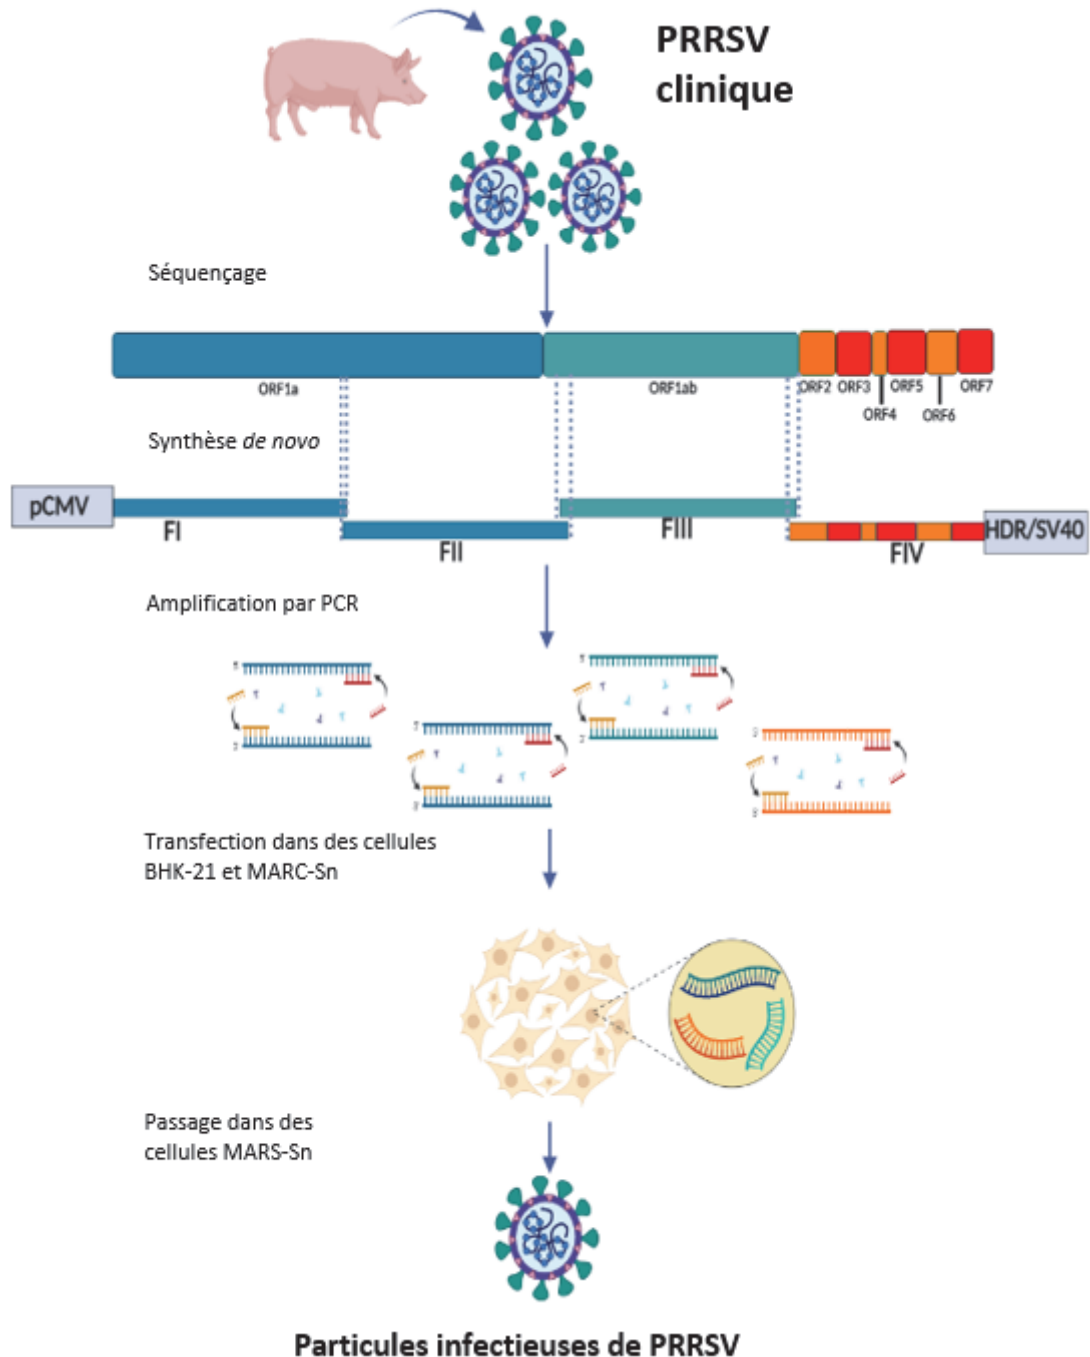 PRRSV
clinique
Séquençage
ORF1a
ORF1ab
ORF2
ORF3
ORF4
ORF5
ORF6
ORF7
Synthèse de novo
pCMV
FI
FII
FIII
FIV
HDR/SV40
Amplification par PCR
Transfection dans des cellules
BHK-21 et MARC-Sn
Passage dans des
cellules MARS-Sn
Particules infectieuses de PRRSV